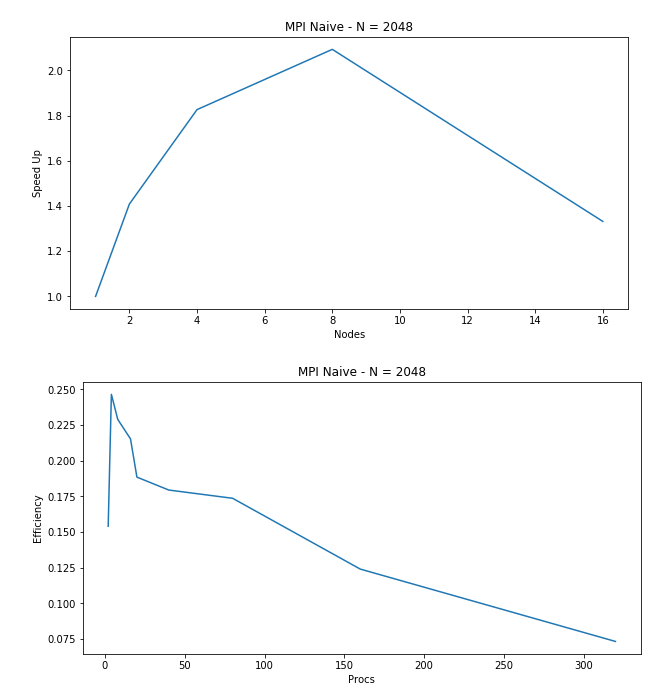 MPI Naive - N = 2048
2.0
1.8
1.6
1.4
1.2
1.0
Speed Up
2 4 6 8 10 12 14 16
Nodes
MPI Naive - N = 2048
0.250
0.225
0.200
0.175
0.150
0.125
0.100
0.075
Efficiency
0 50 100 150 200 250 300
Procs